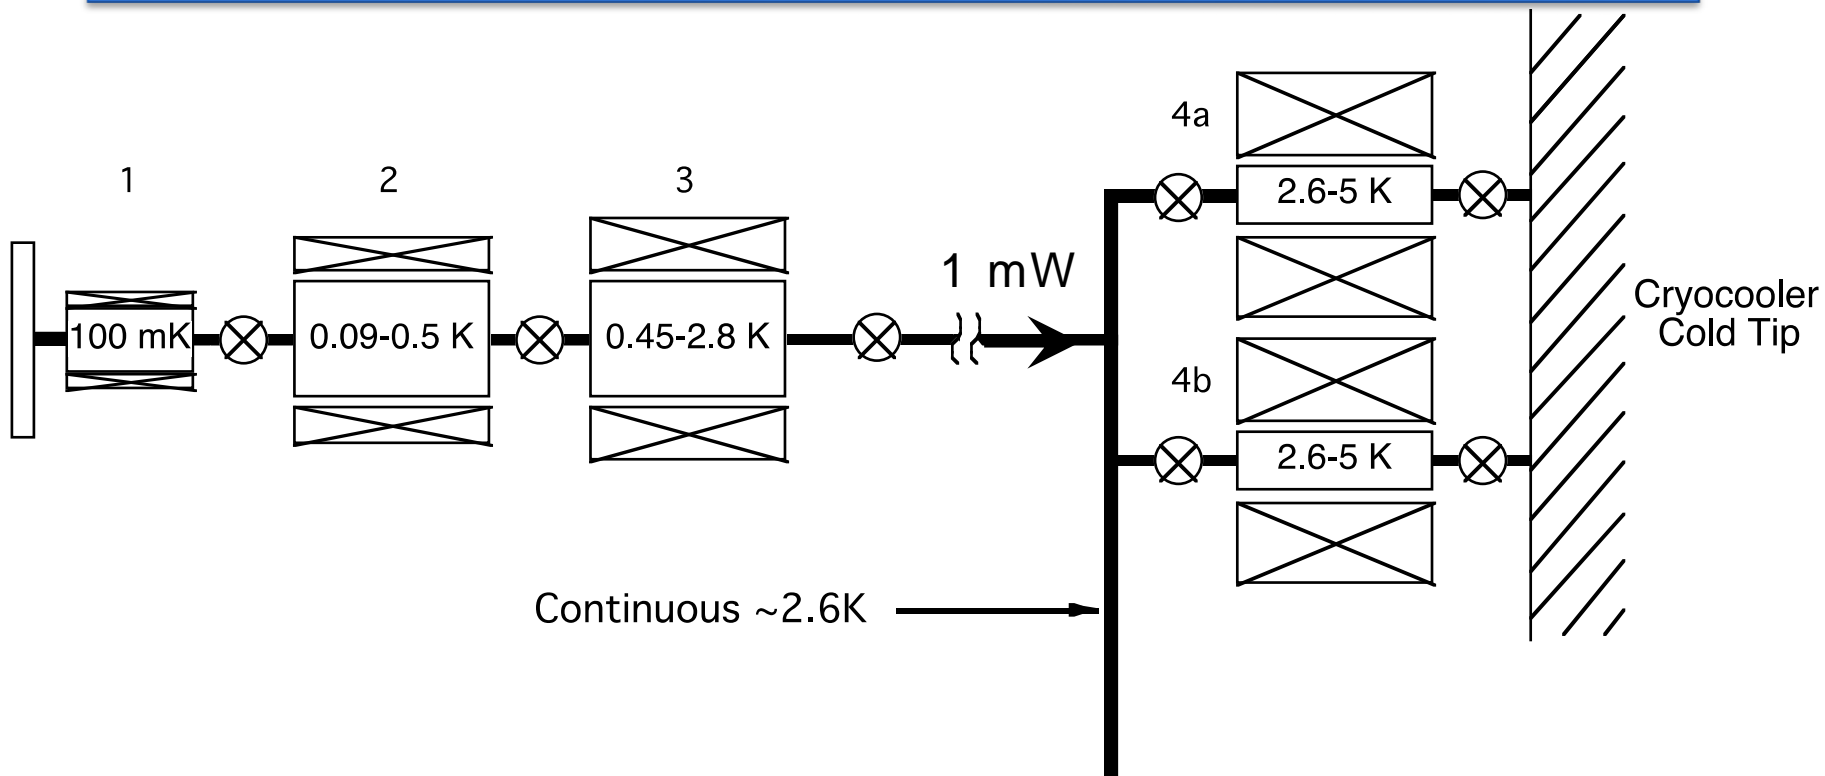 1
2
3
4a
4b
100 mK
0.09-0.5 K
0.45-2.8 K
1 mW
2.6-5 K
2.6-5 K
Cryocooler
Cold Tip
Continuous ~2.6K